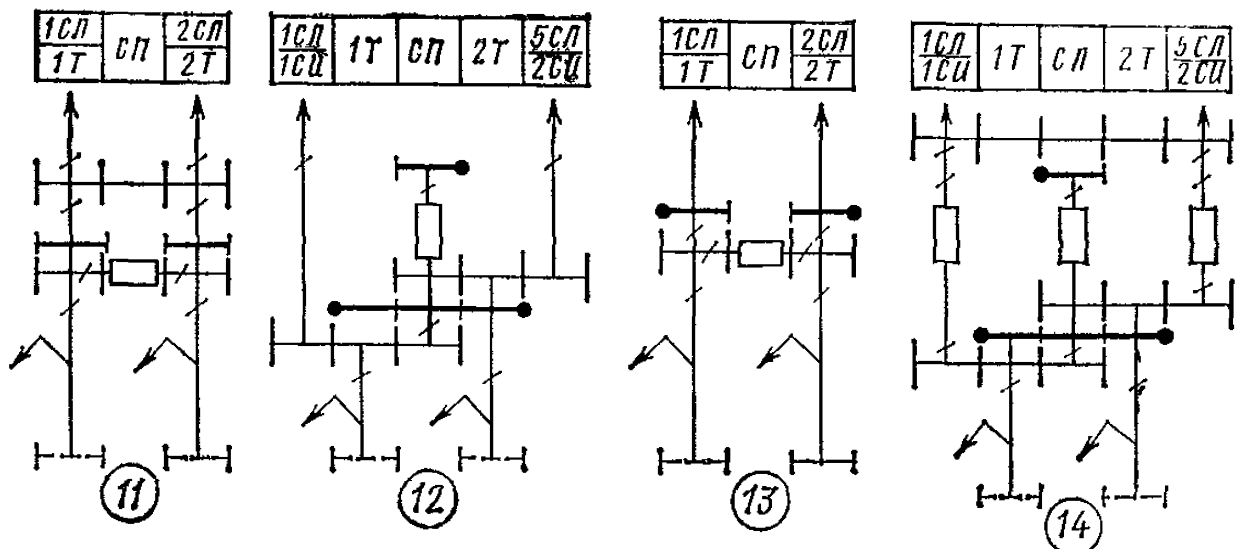 1СЛ СП 2СЛ
1Т 2Т
1СЛ 1Т СП 2Т 5СЛ
1СЦ 2СЦ
1СЛ СП 2СЛ
1Т 2Т
1СЛ 1Т СЛ 2Т 5СЛ
1СЦ 2СЦ
11
12
13
14